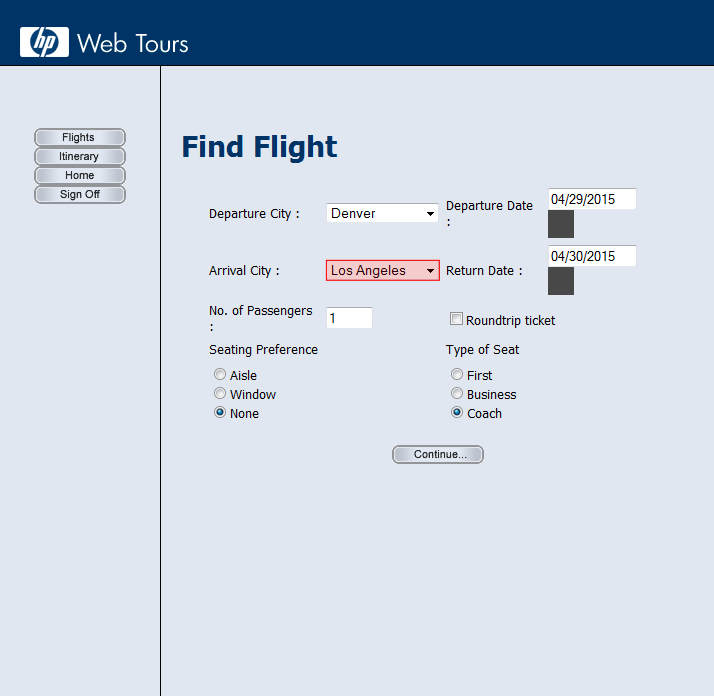 hp Web Tours
Flights
Itinerary
Home
Sign Off
Find Flight
Departure City : Denver Departure Date : 04/29/2015
Arrival City : Los Angeles Return Date : 04/30/2015
No. of Passengers : 1 Roundtrip ticket
Seating Preference Type of Seat
Aisle First
Window Business
None Coach
Continue...